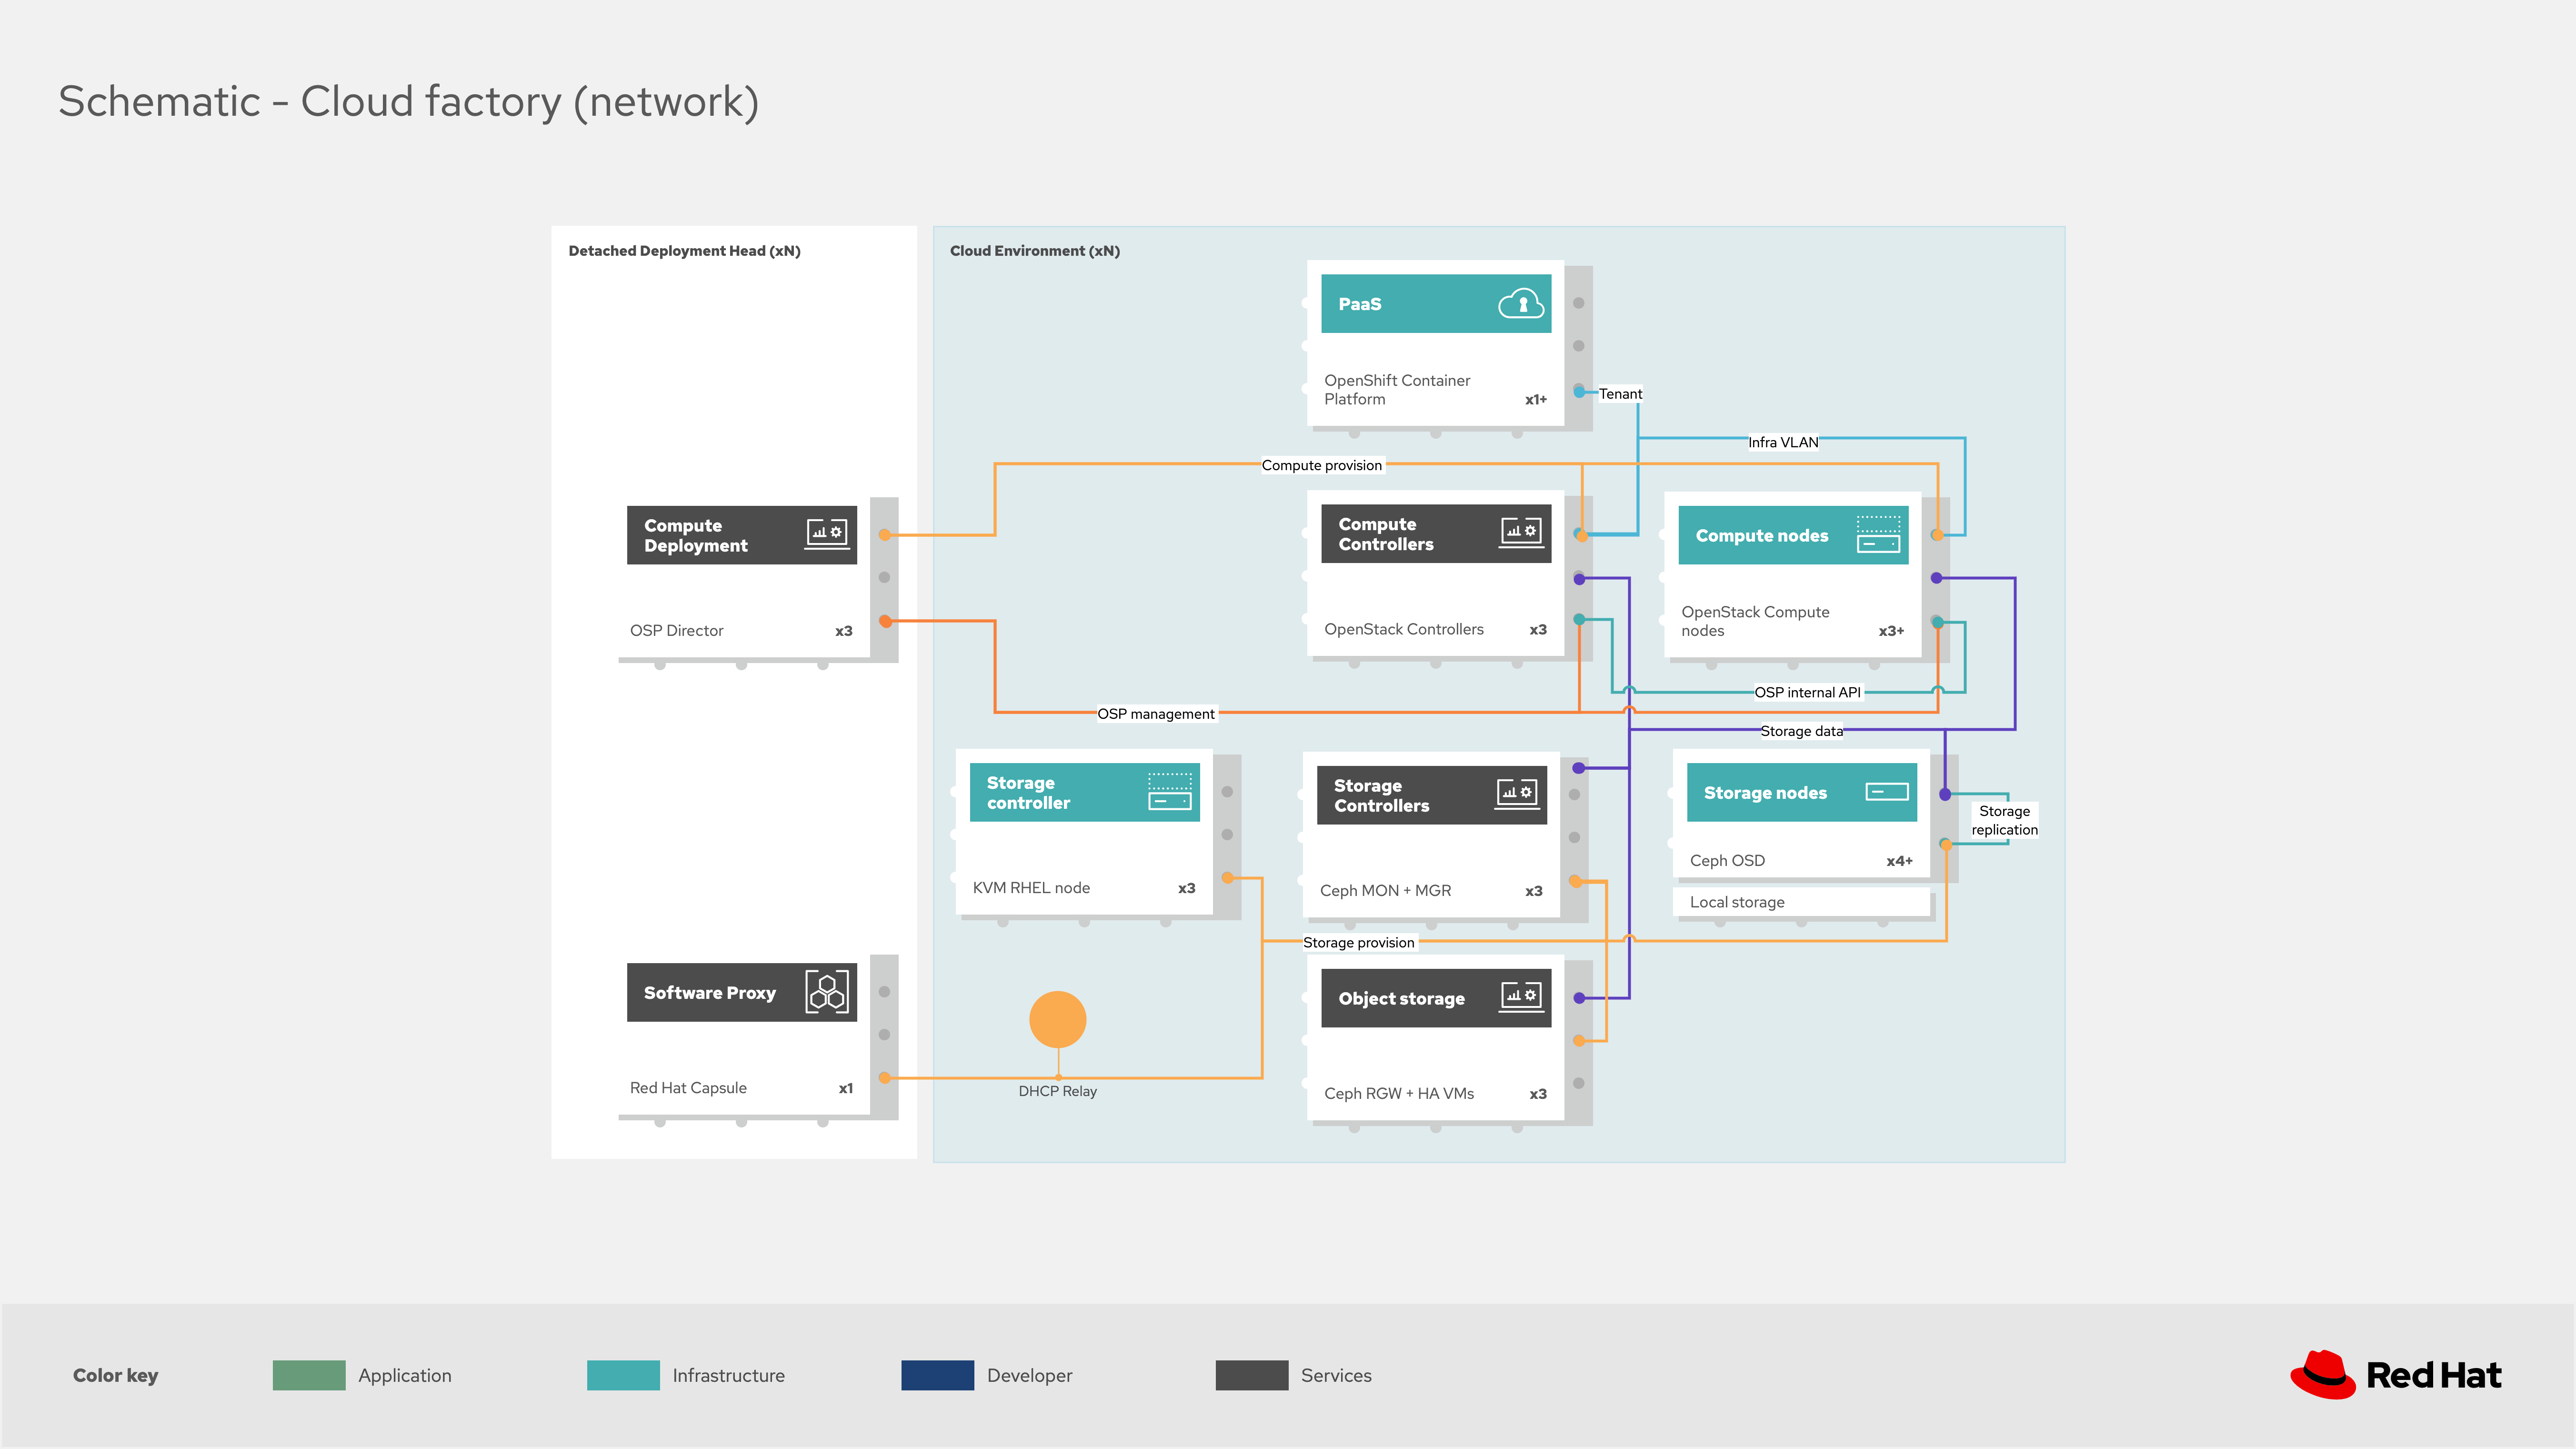 Schematic - Cloud factory (network)
Detached Deployment Head (xN)
Cloud Environment (xN)
PaaS
OpenShift Container
Platform
x1+
Tenant
Infra VLAN
Compute provision
Compute
Deployment
OSP Director
x3
Compute
Controllers
OpenStack Controllers
x3
Compute nodes
OpenStack Compute
nodes
x3+
OSP internal API
OSP management
Storage data
Storage
controller
KVM RHEL node
x3
Storage
Controllers
Ceph MON + MGR
x3
Storage nodes
Ceph OSD
x4+
Local storage
Storage
replication
Storage provision
Software Proxy
Red Hat Capsule
x1
DHCP Relay
Object storage
Ceph RGW + HA VMs
x3
Color key
Application
Infrastructure
Developer
Services
Red Hat